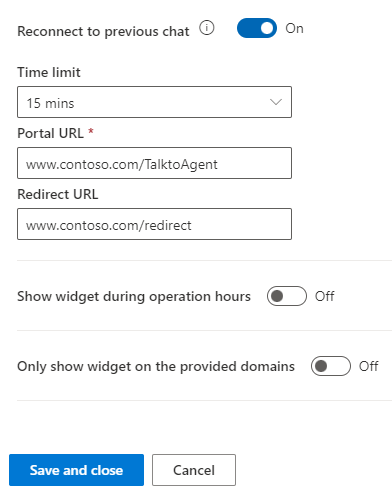 Reconnect to previous chat On
Time limit
15 mins
Portal URL *
www.contoso.com/TalktoAgent
Redirect URL
www.contoso.com/redirect
Show widget during operation hours Off
Only show widget on the provided domains Off
Save and close Cancel